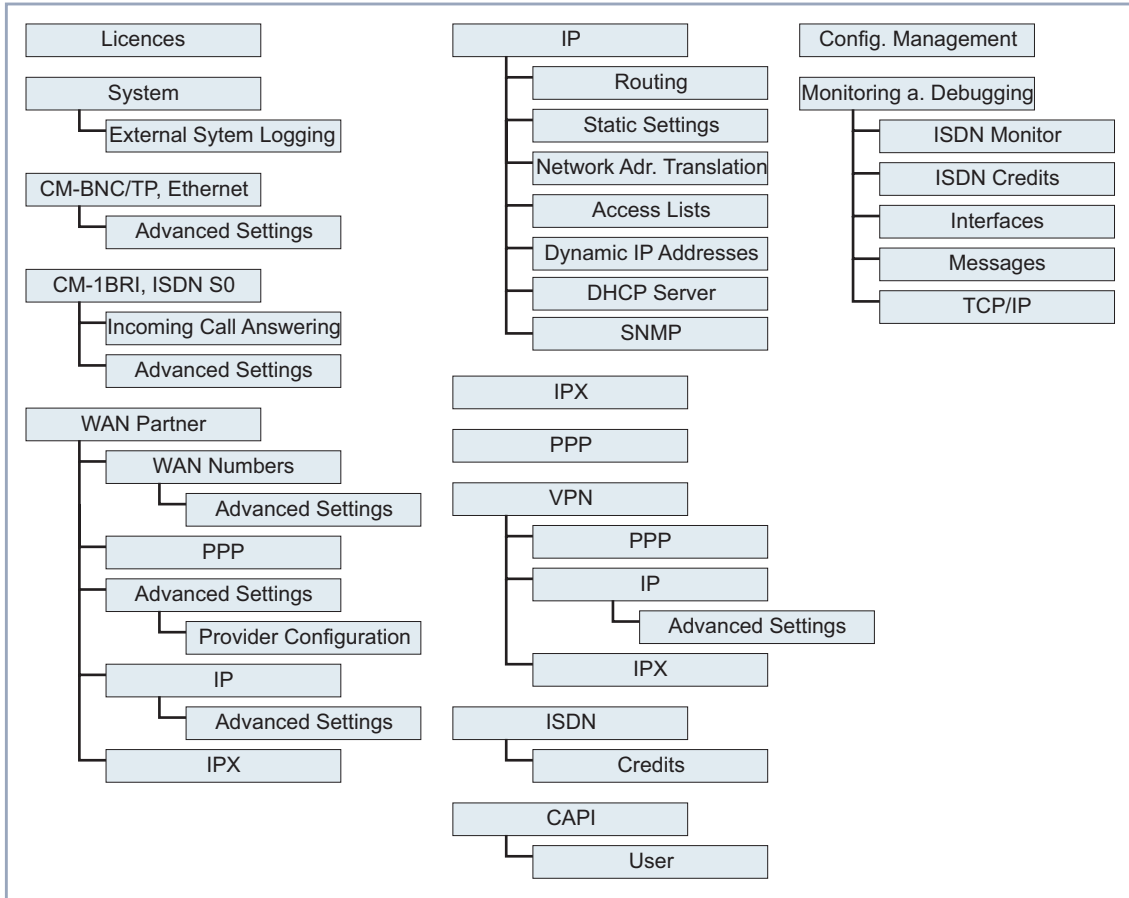 Licences
System
External Sytem Logging
CM-BNC/TP, Ethernet
Advanced Settings
CM-1BRI, ISDN S0
Incoming Call Answering
Advanced Settings
WAN Partner
WAN Numbers
Advanced Settings
PPP
Advanced Settings
Provider Configuration
IP
Advanced Settings
IPX
IP
Routing
Static Settings
Network Adr. Translation
Access Lists
Dynamic IP Addresses
DHCP Server
SNMP
IPX
PPP
VPN
PPP
IP
Advanced Settings
IPX
ISDN
Credits
CAPI
User
Config. Management
Monitoring a. Debugging
ISDN Monitor
ISDN Credits
Interfaces
Messages
TCP/IP